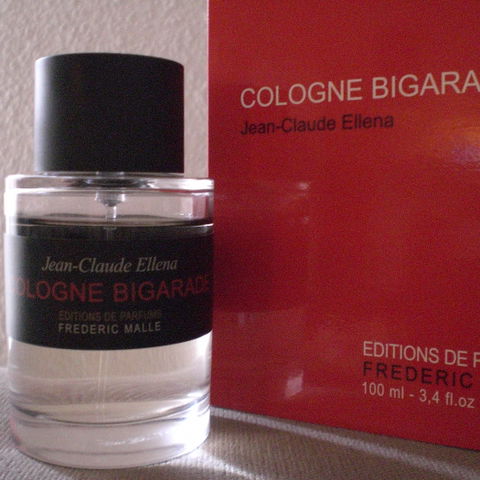 Jean-Claude Ellena
COLOGNE BIGARADE
EDITIONS DE PARFUMS
FREDERIC MALLE
COLOGNE BIGARA
Jean-Claude Ellena
EDITIONS DE P
FREDERIC
100 ml - 3,4 fl.oz